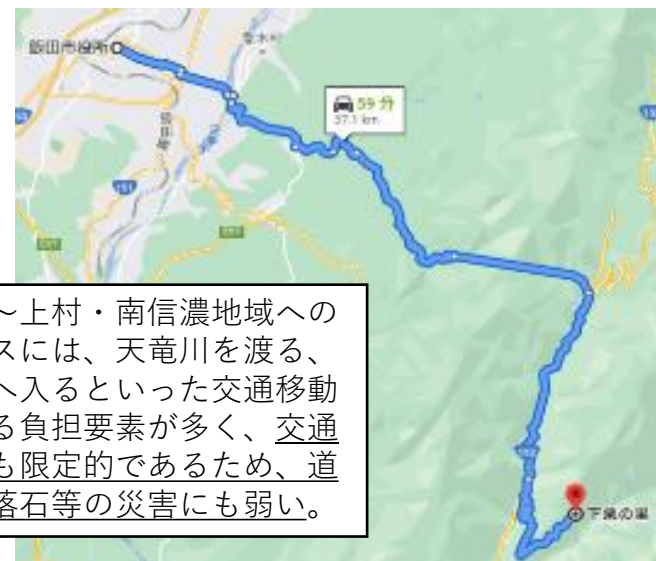 飯田市役所
喬木村
59 分
37.1 km
151
下栗の里
～上村・南信濃地域への
スには、天竜川を渡る、
へ入るといった交通移動
る負担要素が多く、交通
も限定的であるため、道
落石等の災害にも弱い。